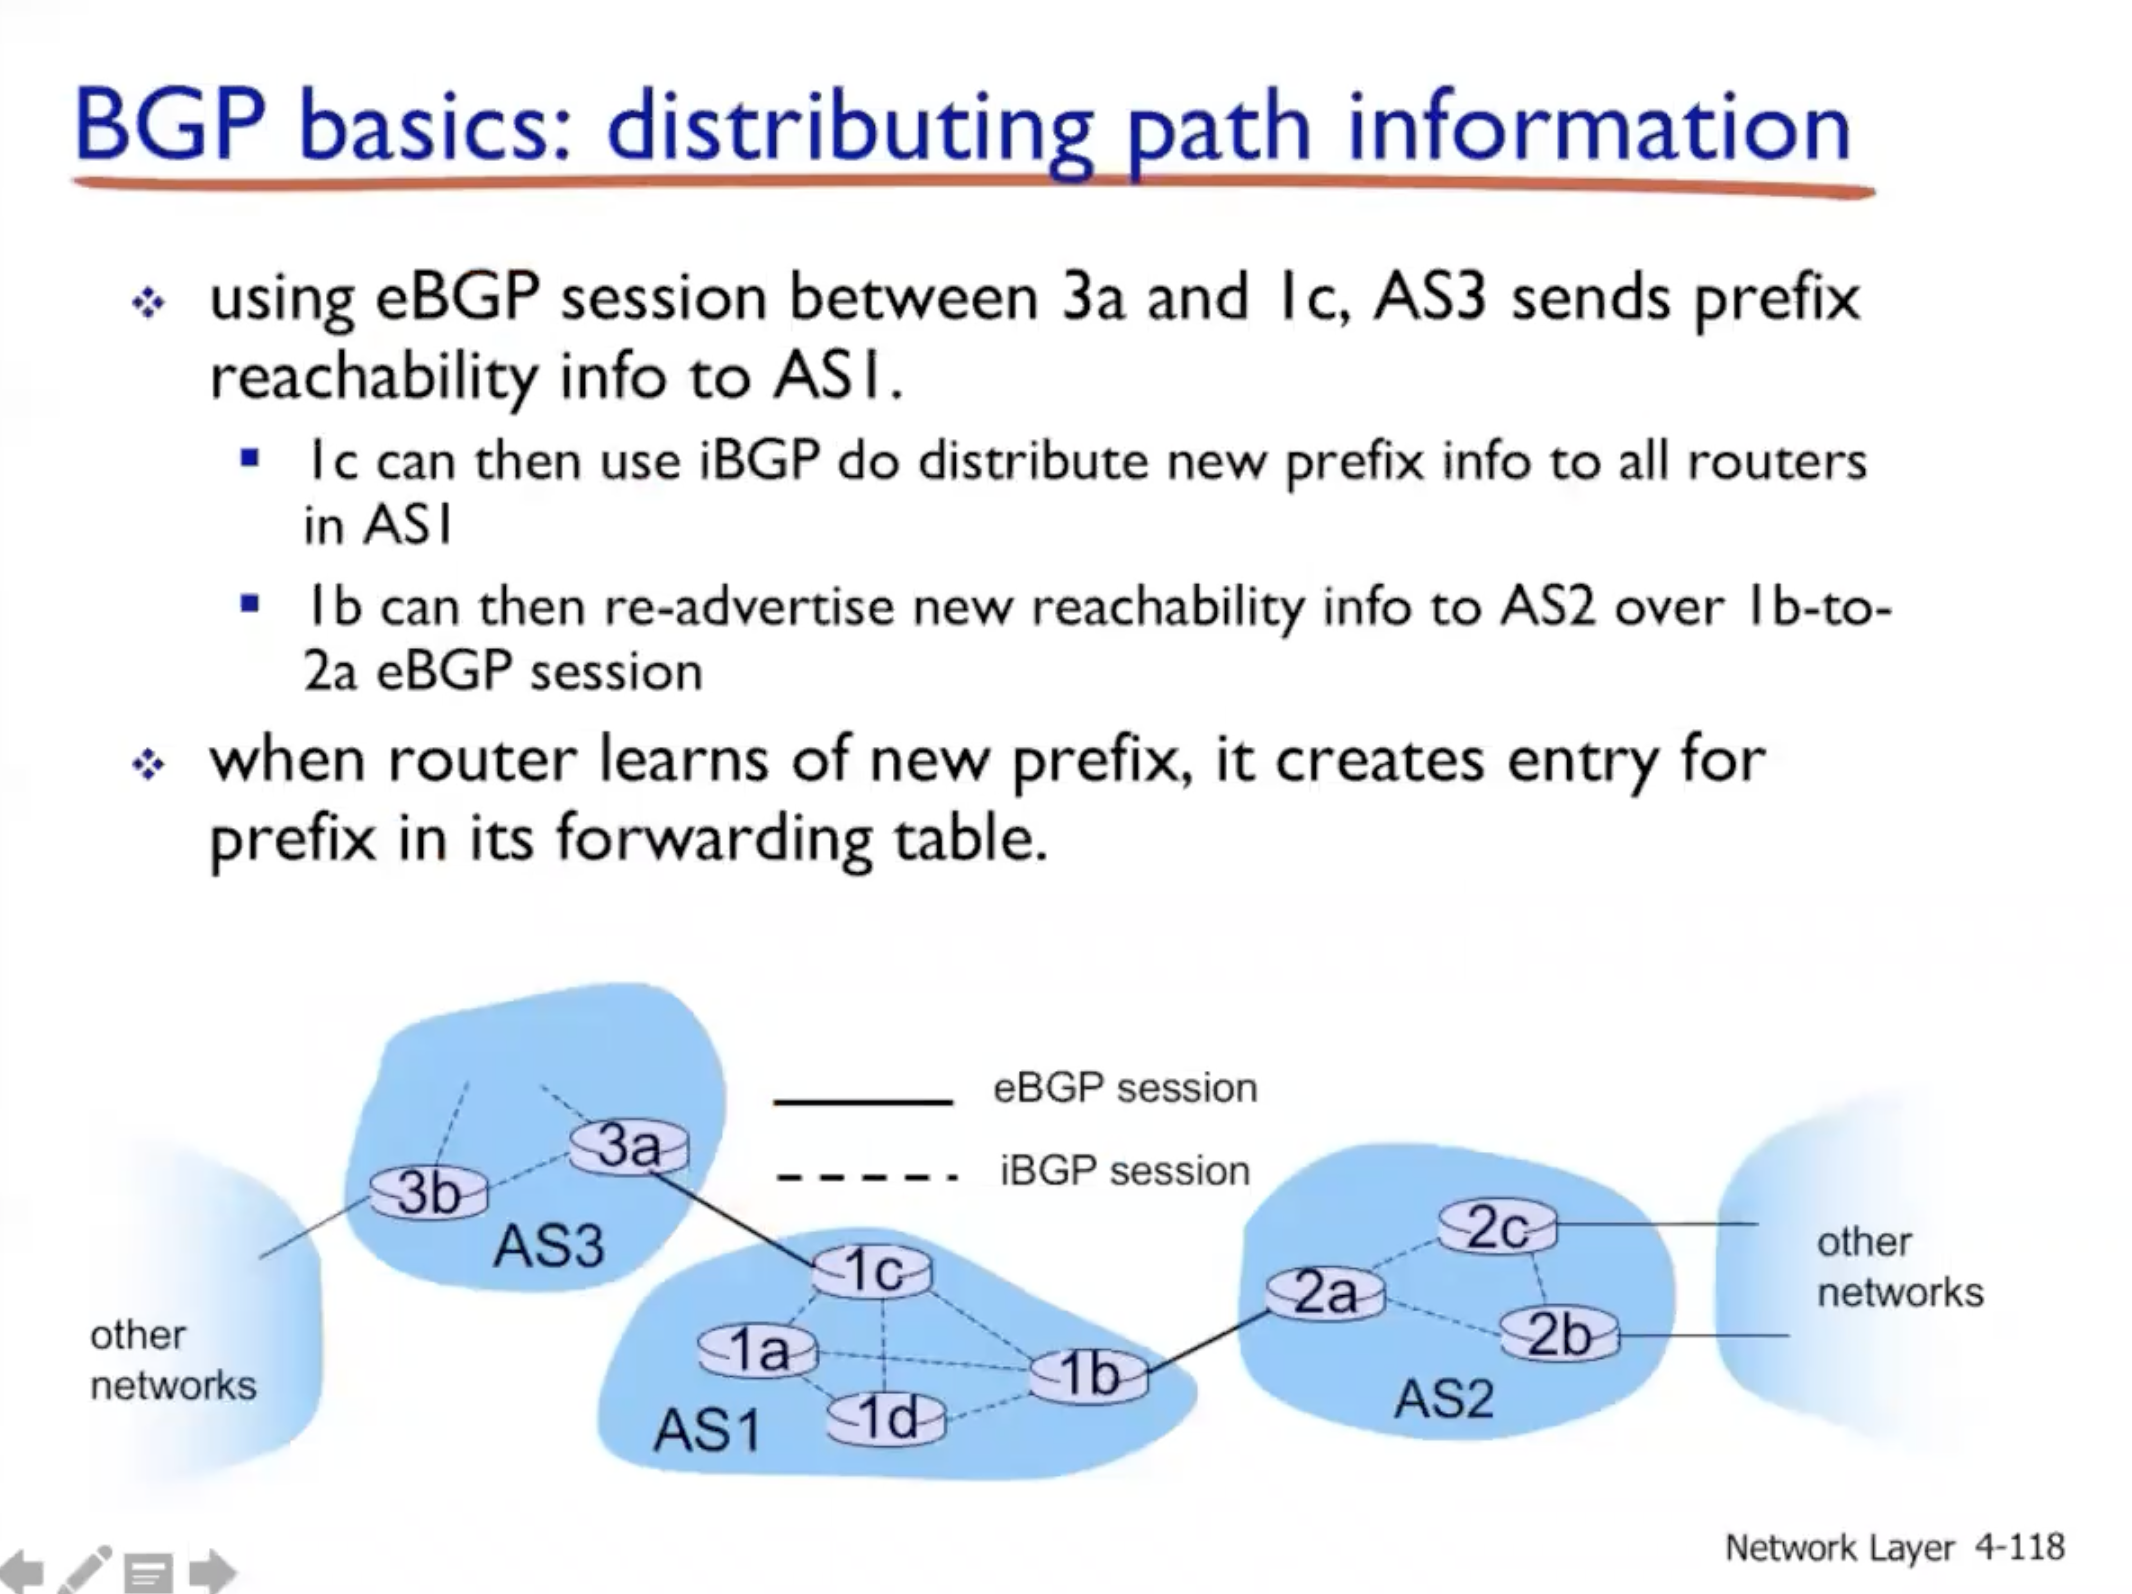 BGP basics: distributing path information
using eBGP session between 3a and 1c, AS3 sends prefix
reachability info to AS1.
1c can then use iBGP do distribute new prefix info to all routers
in AS1
1b can then re-advertise new reachability info to AS2 over 1b-to-
2a eBGP session
when router learns of new prefix, it creates entry for
prefix in its forwarding table.
eBGP session
iBGP session
3a
3b
AS3
other
networks
1c
1a
1b
1d
AS1
2c
2a
2b
AS2
other
networks
Network Layer 4-118